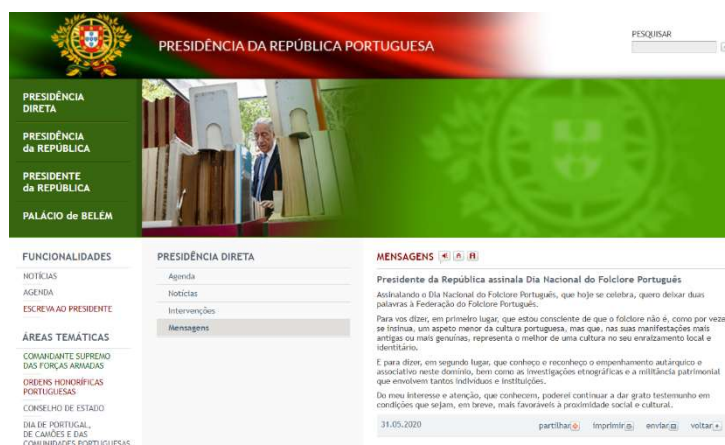 PRESIDÊNCIA DA REPÚBLICA PORTUGUESA
PESQUISAR
PRESIDÊNCIA
DIRETA
PRESIDÊNCIA
da REPÚBLICA
PRESIDENTE
da REPÚBLICA
PALÁCIO de BELÉM
FUNCIONALIDADES
NOTÍCIAS
AGENDA
ESCREVA AO PRESIDENTE
ÁREAS TEMÁTICAS
COMANDANTE SUPREMO
DAS FORÇAS ARMADAS
ORDENS HONORÍFICAS
PORTUGUESAS
CONSELHO DE ESTADO
DIA DE PORTUGAL,
DE CAMÕES E DAS
COMUNIDADES PORTUGUESAS
PRESIDÊNCIA DIRETA
Agenda
Notícias
Intervenções
Mensagens
MENSAGENS
Presidente da República assinala Dia Nacional do Folclore Português
Assinalando o Dia Nacional do Folclore Português, que hoje se celebra, quero deixar duas
palavras à Federação do Folclore Português.
Para vos dizer, em primeiro lugar, que estou consciente de que o folclore não é, como por veze
se insinua, um aspeto menor da cultura portuguesa, mas que, nas suas manifestações mais
antigas ou mais genuínas, representa o melhor de uma cultura no seu enraizamento local e
identitário.
E para dizer, em segundo lugar, que conheço e reconheço o empenhamento autárquico e
associativo neste domínio, bem como as investigações etnográficas e a militância patrimonial
que envolvem tantos indivíduos e instituições.
Do meu interesse e atenção, que conhecem, poderei continuar a dar grato testemunho em
condições que sejam, em breve, mais favoráveis à proximidade social e cultural.
31.05.2020
partilhar
imprimir
enviar
voltar